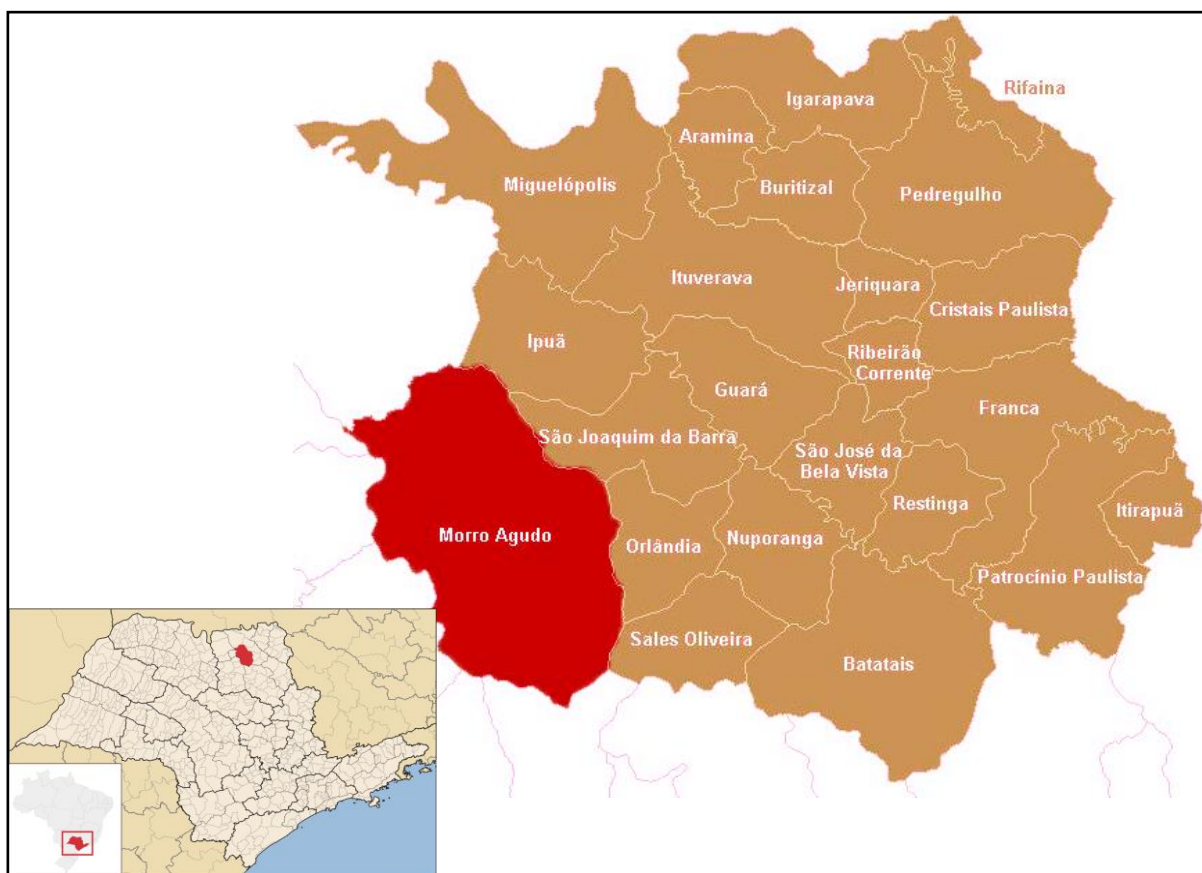 Igarapava
Rifaina
Aramina
Miguelópolis
Buritizal
Pedregulho
Ituverava
Jeriquara
Cristais Paulista
Ipuã
Ribeirão
Corrente
Guará
Franca
São Joaquim da Barra
São José da
Bela Vista
Restinga
Itirapuã
Morro Agudo
Orlândia
Nuporanga
Patrocínio Paulista
Sales Oliveira
Batatais